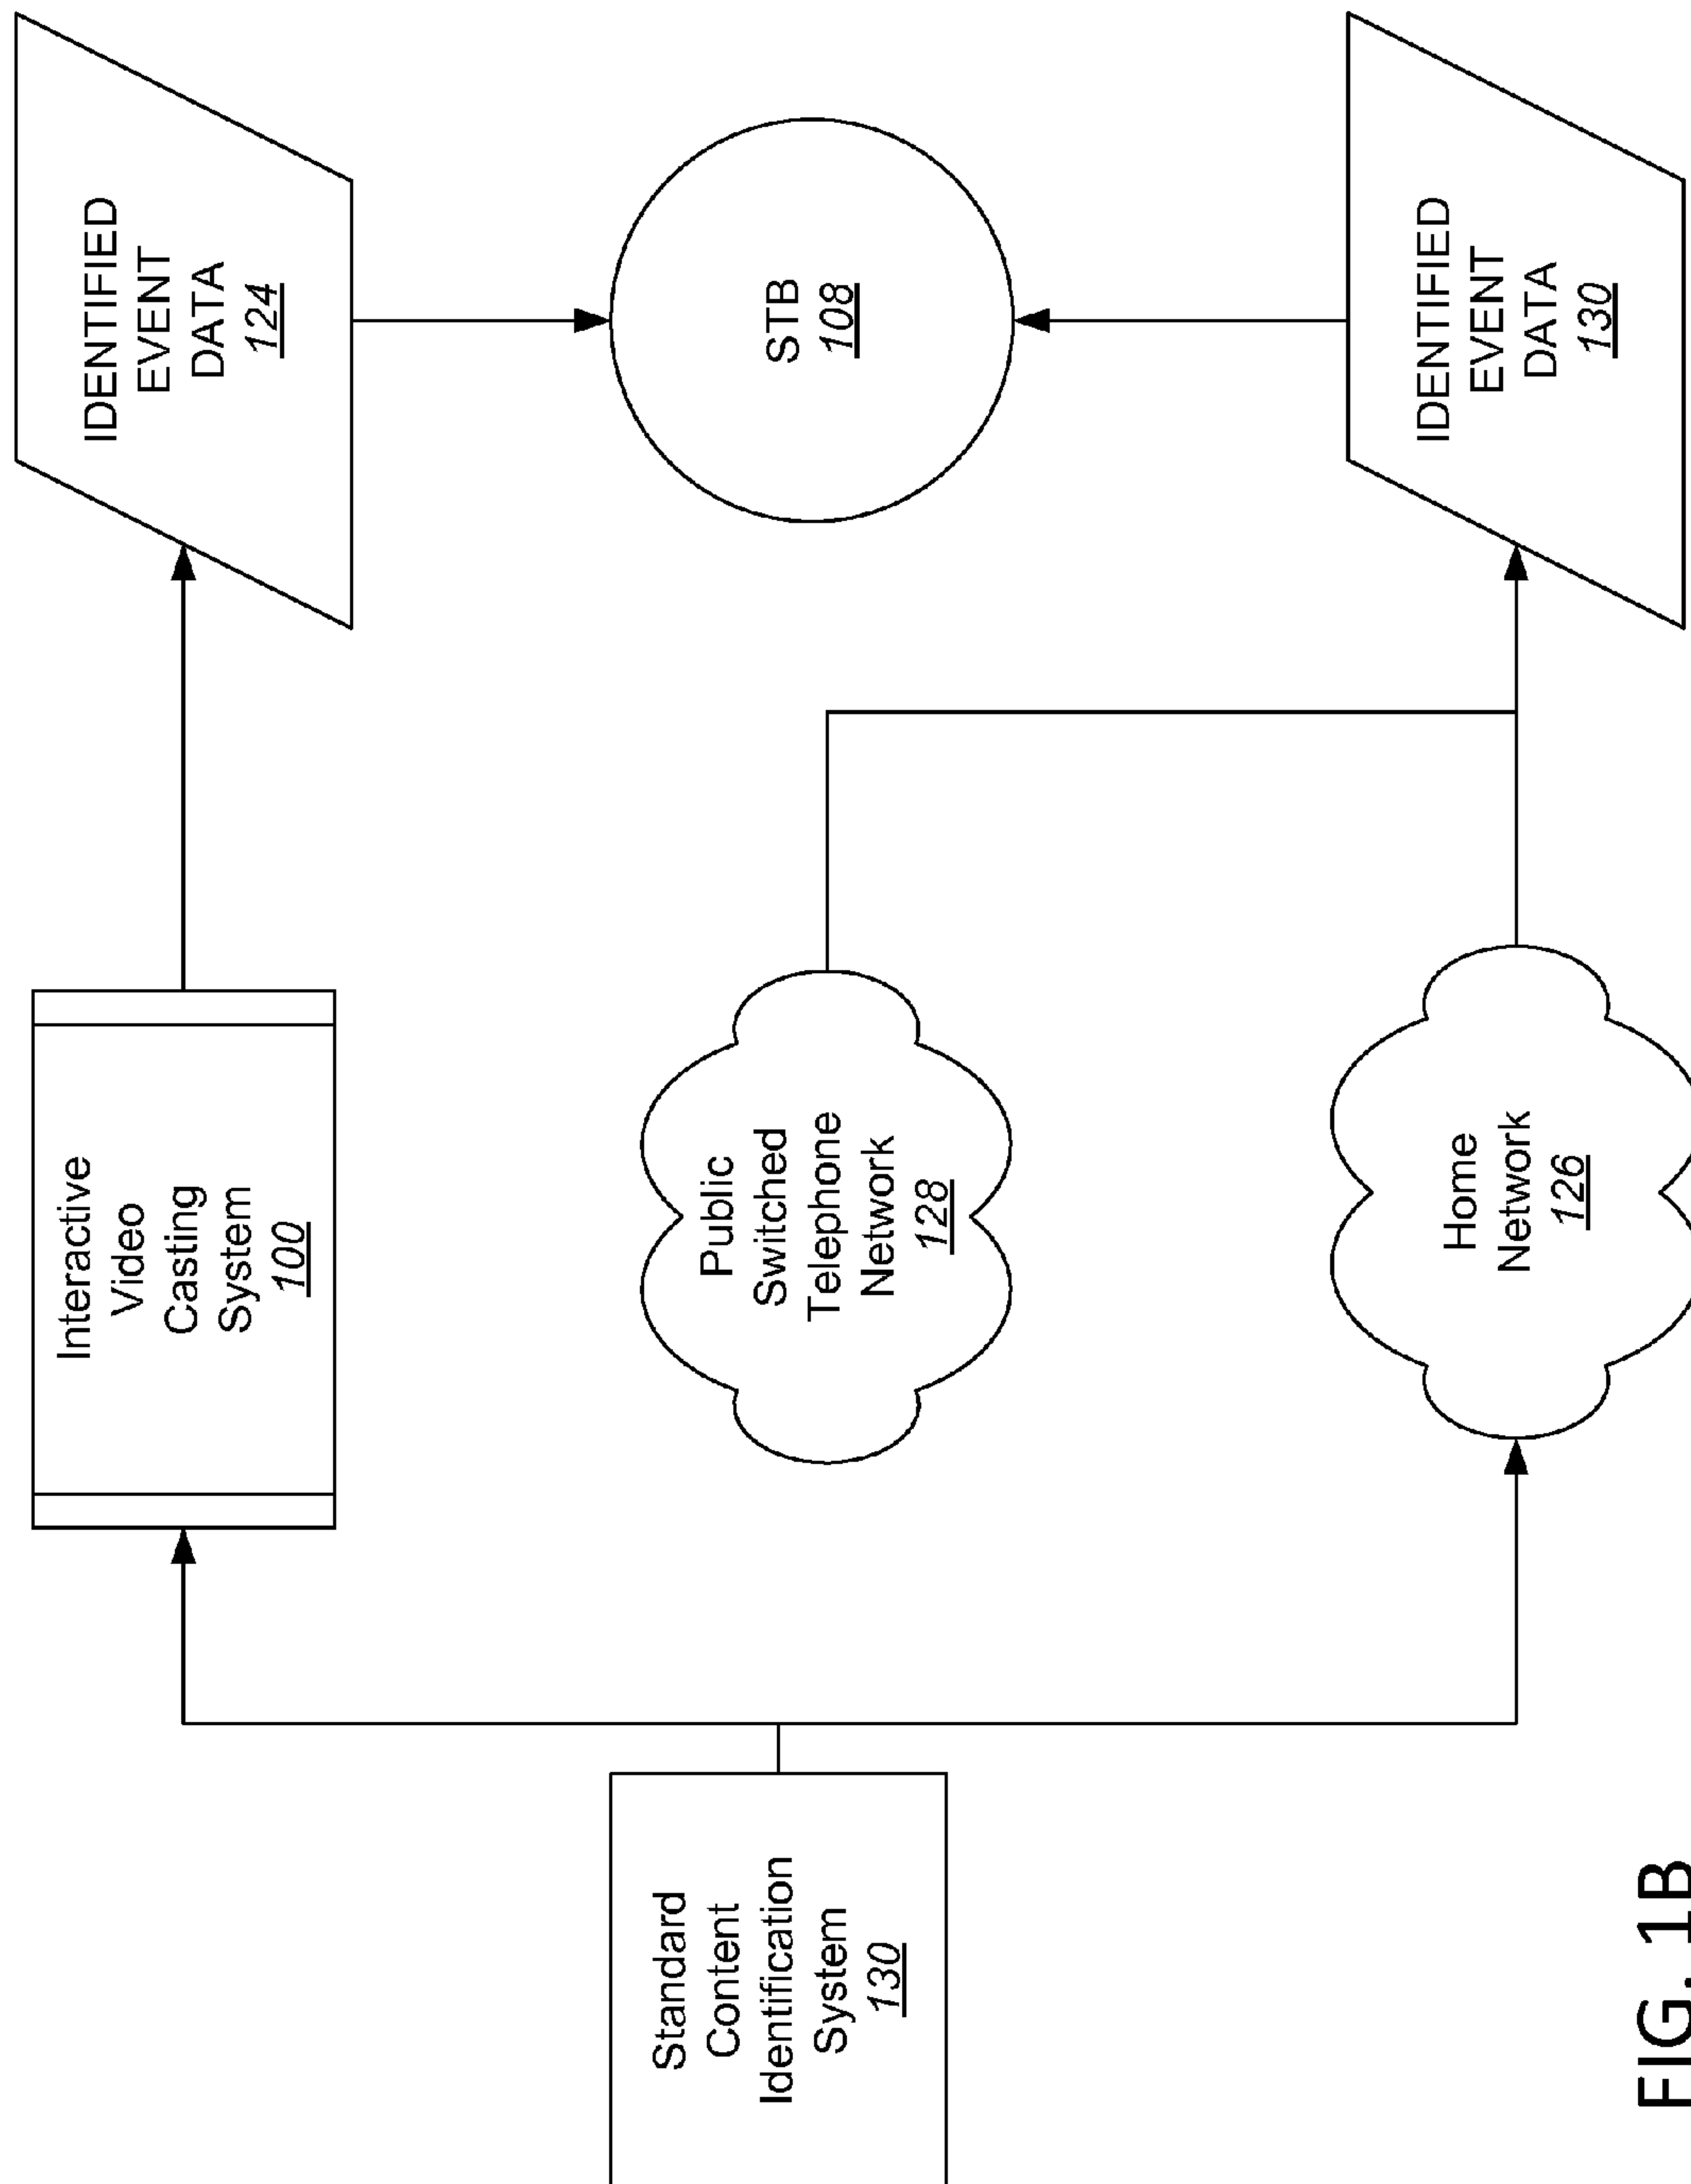 Interactive
Video
Casting
System
100
IDENTIFIED
EVENT
DATA
124
Standard
Content
Identification
System
130
Public
Switched
Telephone
Network
128
STB
108
Home
Network
126
IDENTIFIED
EVENT
DATA
130
FIG. 1B